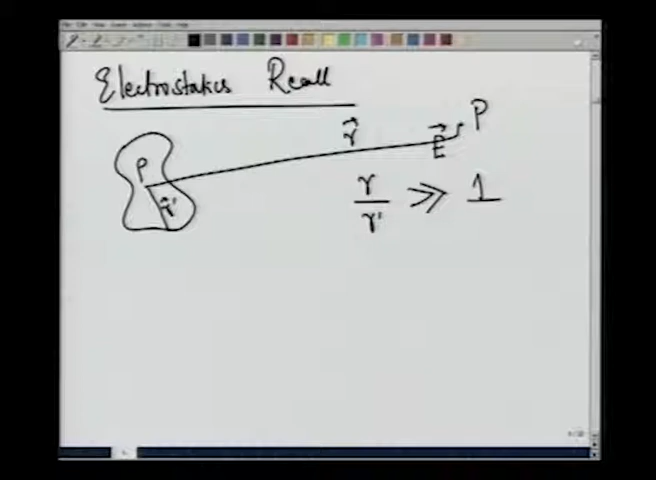 Electrostatics Recall
r⃗ E⃗ P
ρ
r⃗'
r/r' ≫ 1